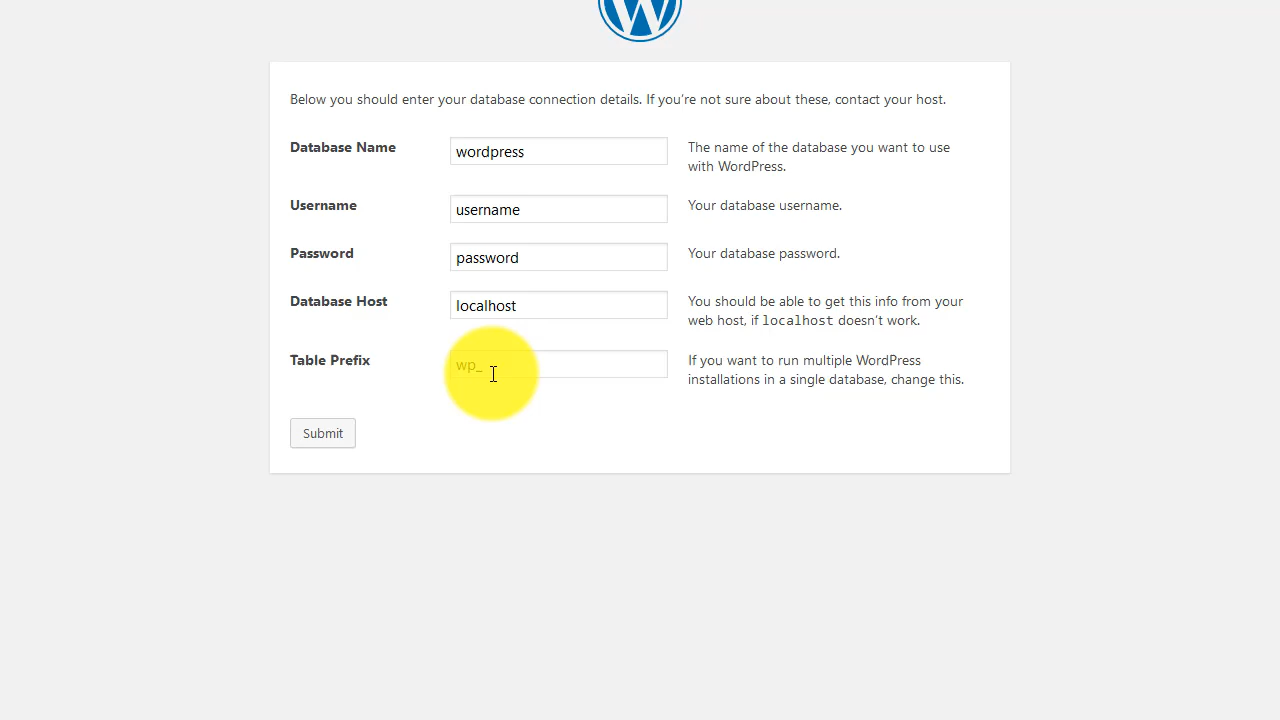 Below you should enter your database connection details. If you’re not sure about these, contact your host.
Database Name
wordpress
The name of the database you want to use
with WordPress.
Username
username
Your database username.
Password
password
Your database password.
Database Host
localhost
You should be able to get this info from your
web host, if localhost doesn’t work.
Table Prefix
wp_
If you want to run multiple WordPress
installations in a single database, change this.
Submit